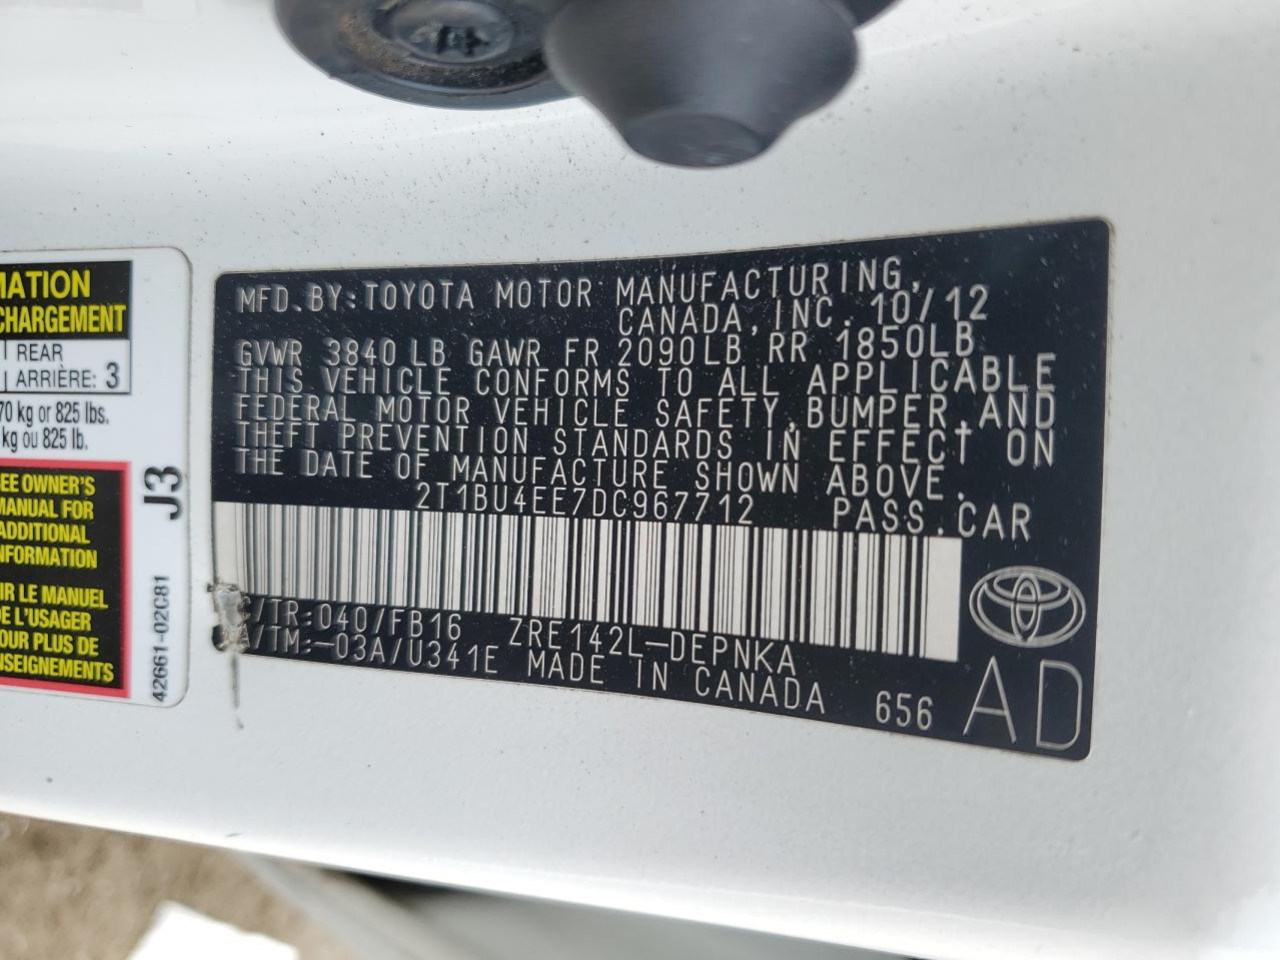 MATION
CHARGEMENT
REAR
ARRIÈRE: 3
70 kg or 825 lbs.
kg ou 825 lb.
EE OWNER'S
MANUAL FOR
ADDITIONAL
NFORMATION
IR LE MANUEL
E L'USAGER
OUR PLUS DE
NSEIGNEMENTS
J3
42661-02C81
MFD. BY: TOYOTA MOTOR MANUFACTURING,
CANADA, INC. 10/12
GVWR 3840 LB GAWR FR 2090LB RR 1850LB
THIS VEHICLE CONFORMS TO ALL APPLICABLE
FEDERAL MOTOR VEHICLE SAFETY, BUMPER, AND
THEFT PREVENTION STANDARDS IN EFFECT ON
THE DATE OF MANUFACTURE SHOWN ABOVE.
2T1BU4EE7DC967712 PASS. CAR
/TR: 040/FB16 ZRE142L-DEPNKA
A/TM: -03A/U341E MADE IN CANADA 656
AD